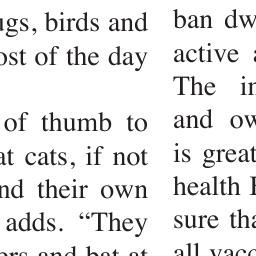 ugs, birds and
ost of the day
of thumb to
at cats, if not
nd their own
adds. “They
ers and bat at
ban dw
active a
The in
and ow
is great
health
sure tha
all vacc